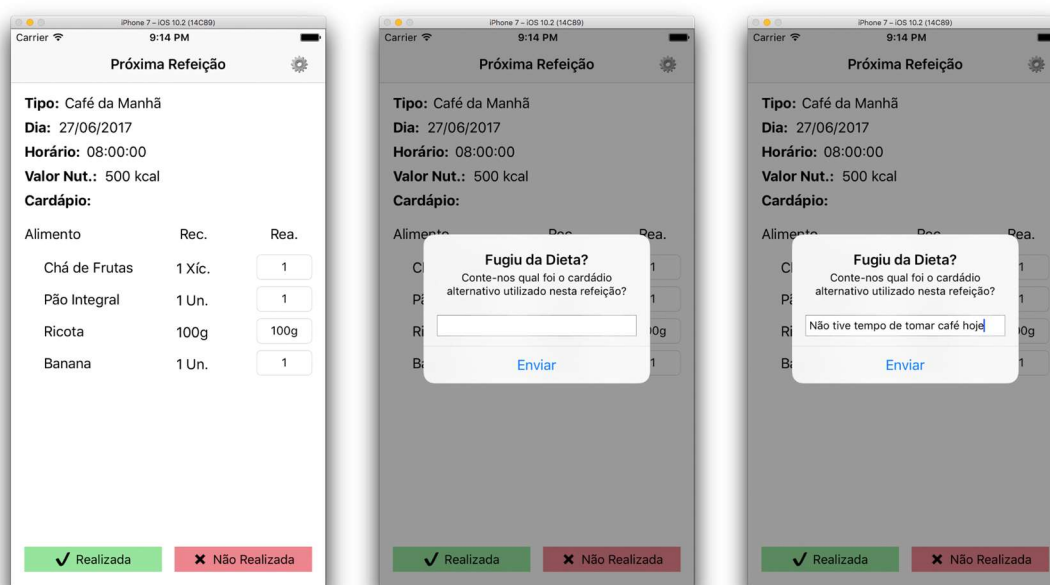 iPhone 7 – iOS 10.2 (14C89)
Carrier 9:14 PM
Próxima Refeição
Tipo: Café da Manhã
Dia: 27/06/2017
Horário: 08:00:00
Valor Nut.: 500 kcal
Cardápio:
Alimento Rec. Rea.
Chá de Frutas 1 Xíc. 1
Pão Integral 1 Un. 1
Ricota 100g 100g
Banana 1 Un. 1
Realizada Não Realizada
iPhone 7 – iOS 10.2 (14C89)
Carrier 9:14 PM
Próxima Refeição
Tipo: Café da Manhã
Dia: 27/06/2017
Horário: 08:00:00
Valor Nut.: 500 kcal
Cardápio:
Alimento Rec. Rea.
Fugiu da Dieta?
Conte-nos qual foi o cardádio
alternativo utilizado nesta refeição?
Enviar
Realizada Não Realizada
iPhone 7 – iOS 10.2 (14C89)
Carrier 9:14 PM
Próxima Refeição
Tipo: Café da Manhã
Dia: 27/06/2017
Horário: 08:00:00
Valor Nut.: 500 kcal
Cardápio:
Alimento Rec. Rea.
Fugiu da Dieta?
Conte-nos qual foi o cardádio
alternativo utilizado nesta refeição?
Não tive tempo de tomar café hoje
Enviar
Realizada Não Realizada